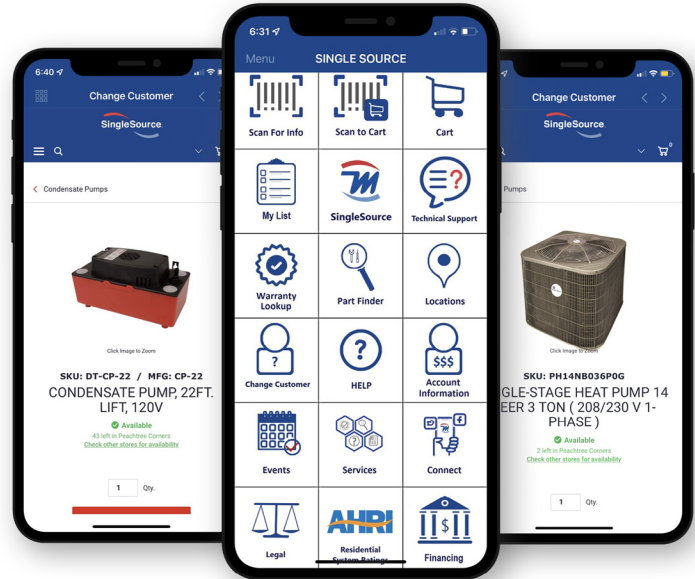 6:40
Change Customer
SingleSource
Condensate Pumps
Click Image to Zoom
SKU: DT-CP-22 / MFG: CP-22
CONDENSATE PUMP, 22FT.
LIFT, 120V
Available
43 left in Peachtree Corners
Check other stores for availability
1 Qty.
6:31
Menu SINGLE SOURCE
Scan For Info Scan to Cart Cart
My List SingleSource Technical Support
Warranty
Lookup
Part Finder Locations
?
Change Customer
?
HELP
$$$
Account
Information
Events Services Connect
Legal
AHRI
Residential
System Ratings
$
Financing
Change Customer
SingleSource
0
Pumps
Click Image to Zoom
SKU: PH14NB036P0G
GLE-STAGE HEAT PUMP 14
EER 3 TON ( 208/230 V 1-
PHASE )
Available
2 left in Peachtree Corners
Check other stores for availability
1 Qty.